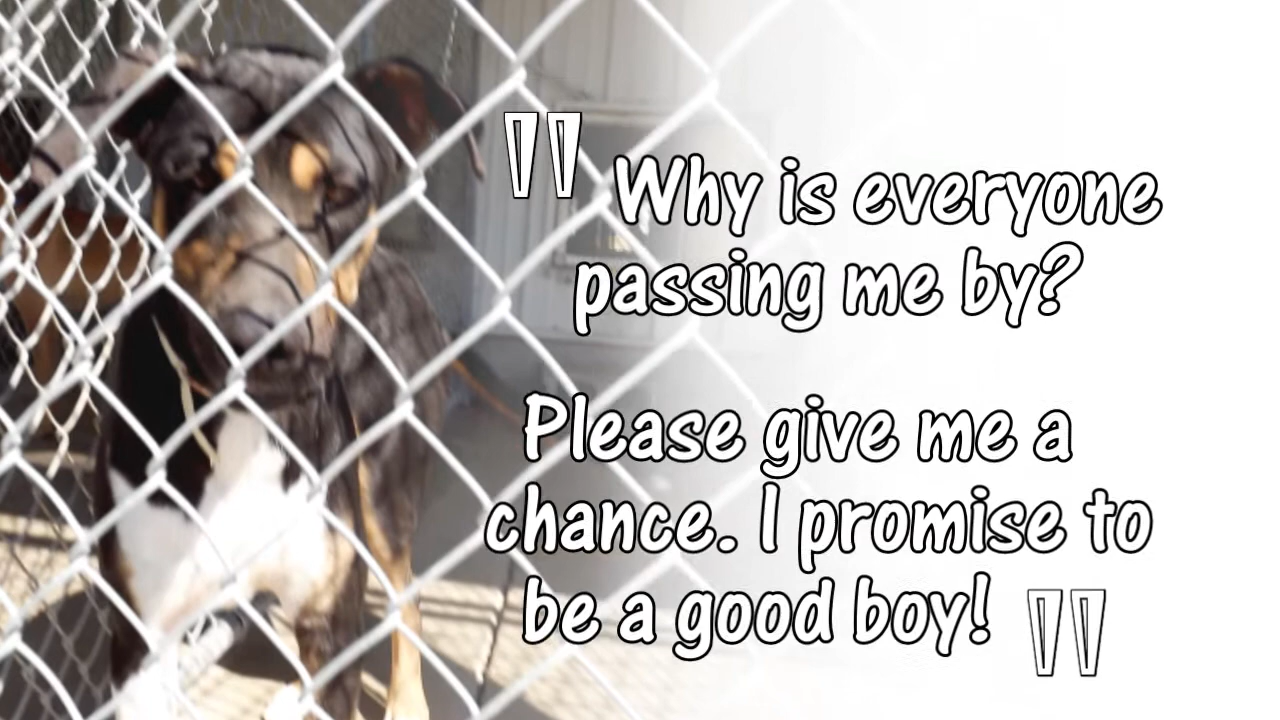 "Why is everyone
passing me by?
Please give me a
chance. I promise to
be a good boy!"